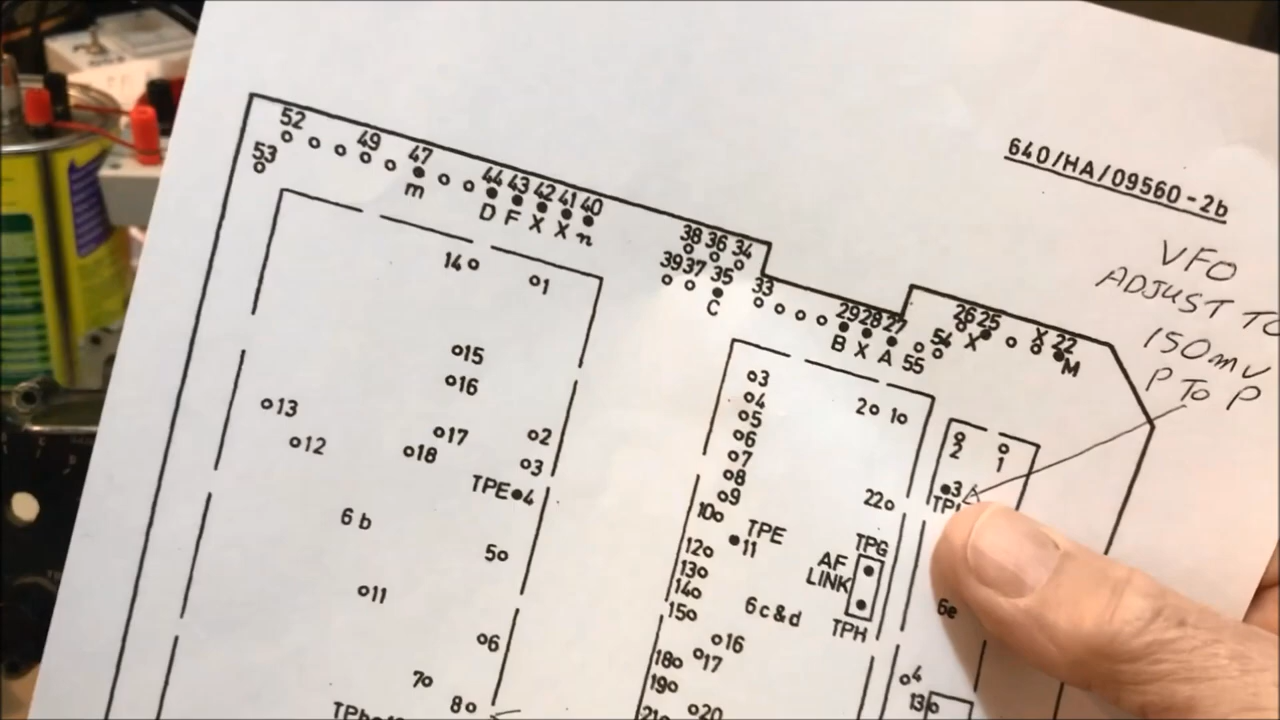 640/HA/09560-2b
VFO
ADJUST TO
150mV
P TO P
52 49 47 44 43 42 41 40
53
m D F X X n
38 36 34
39 37 35 33
C
29 28 27
B X A 55 54
26 25 X 22
X M
14 1
15
16
13
12
17
18
2
3
TPE 4
6b
5
11
6
7
8
3
4
5
6
7
8
9
10
TPE
11
12
13
14
15
2 1
22
TPG
AF
LINK
TPH
6c&d
16
17
18
19
20
2 1
3
6e
4
13